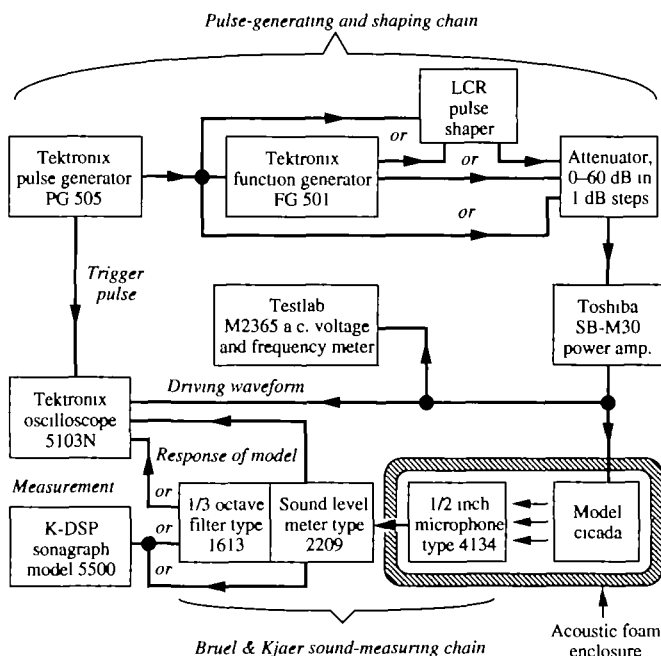 Pulse-generating and shaping chain
LCR
pulse
shaper
or
or
or
Tektronix
pulse generator
PG 505
Tektronix
function generator
FG 501
Attenuator,
0–60 dB in
1 dB steps
Trigger
pulse
Testlab
M2365 a c. voltage
and frequency meter
Toshiba
SB-M30
power amp.
Driving waveform
Tektronix
oscilloscope
5103N
Response of model
Measurement
or
or
or
1/3 octave
filter type
1613
Sound level
meter type
2209
1/2 inch
microphone
type 4134
Model
cicada
K-DSP
sonagraph
model 5500
Bruel & Kjaer sound-measuring chain
Acoustic foam
enclosure